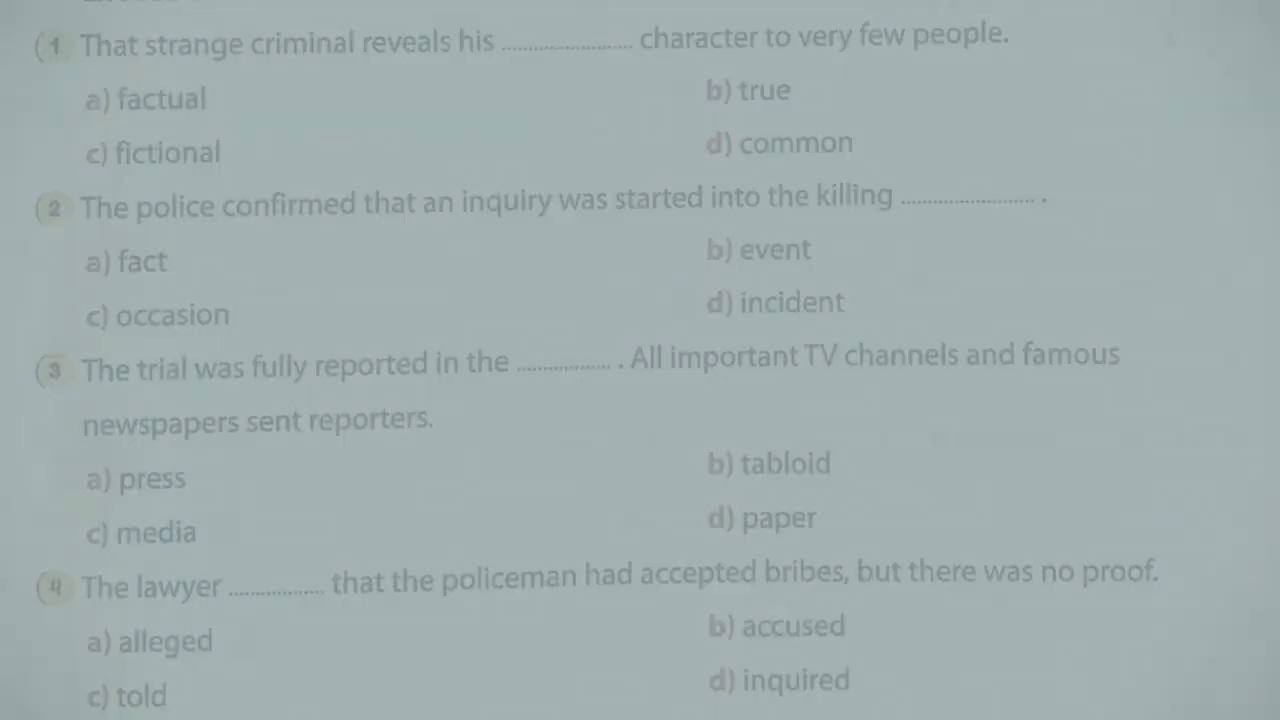 1 That strange criminal reveals his ........................ character to very few people.
a) factual
b) true
c) fictional
d) common
2 The police confirmed that an inquiry was started into the killing ........................ .
a) fact
b) event
c) occasion
d) incident
3 The trial was fully reported in the ................. . All important TV channels and famous
newspapers sent reporters.
a) press
b) tabloid
c) media
d) paper
4 The lawyer ................. that the policeman had accepted bribes, but there was no proof.
a) alleged
b) accused
c) told
d) inquired